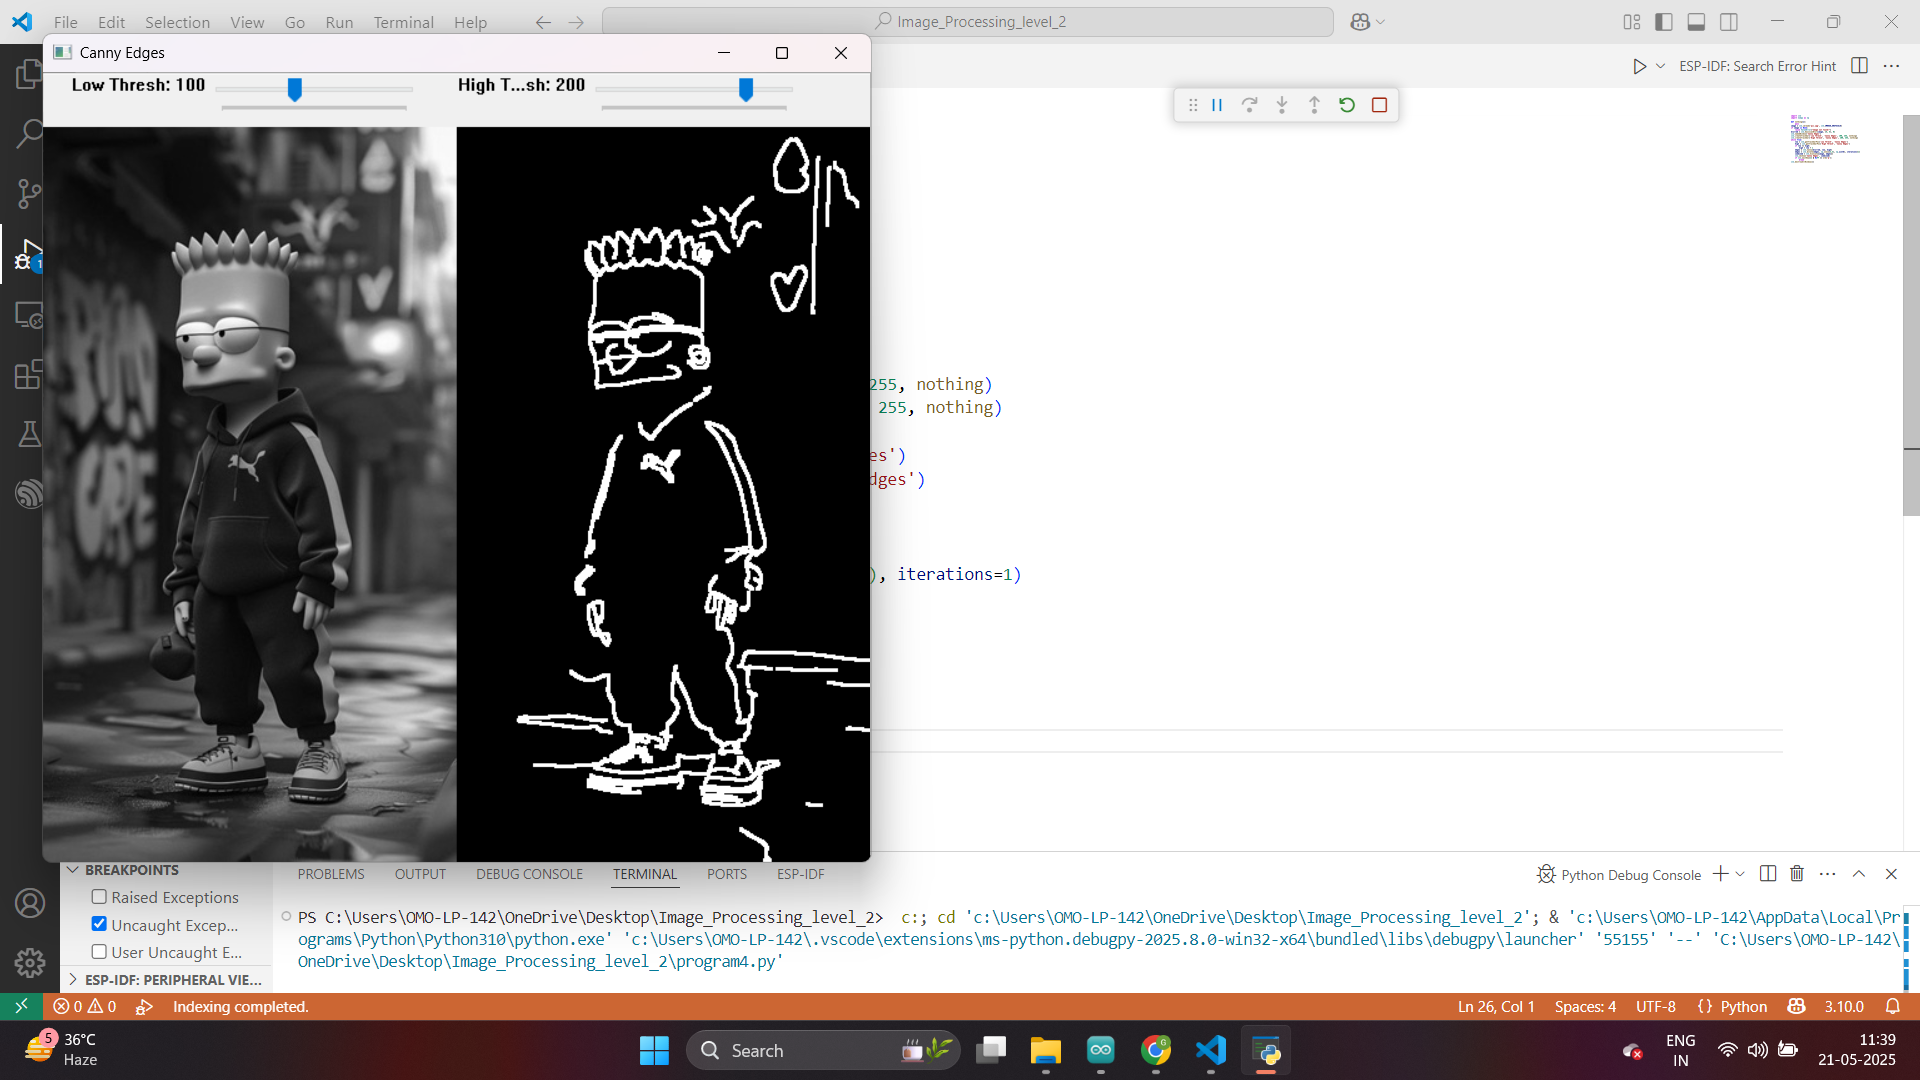 File Edit Selection View Go Run Terminal Help
Image_Processing_level_2
Canny Edges
ESP-IDF: Search Error Hint
Low Thresh: 100
High T...sh: 200
255, nothing)
255, nothing)
es')
dges')
), iterations=1)
BREAKPOINTS
Raised Exceptions
Uncaught Excep...
User Uncaught E...
ESP-IDF: PERIPHERAL VIE...
PROBLEMS OUTPUT DEBUG CONSOLE TERMINAL PORTS ESP-IDF
Python Debug Console
PS C:\Users\OMO-LP-142\OneDrive\Desktop\Image_Processing_level_2> c:; cd 'c:\Users\OMO-LP-142\OneDrive\Desktop\Image_Processing_level_2'; & 'c:\Users\OMO-LP-142\AppData\Local\Pr
ograms\Python\Python310\python.exe' 'c:\Users\OMO-LP-142\.vscode\extensions\ms-python.debugpy-2025.8.0-win32-x64\bundled\libs\debugpy\launcher' '55155' '--' 'C:\Users\OMO-LP-142\
OneDrive\Desktop\Image_Processing_level_2\program4.py'
0 0 Indexing completed. Ln 26, Col 1 Spaces: 4 UTF-8 {} Python 3.10.0
5
36°C
Haze
Search
ENG
IN
11:39
21-05-2025